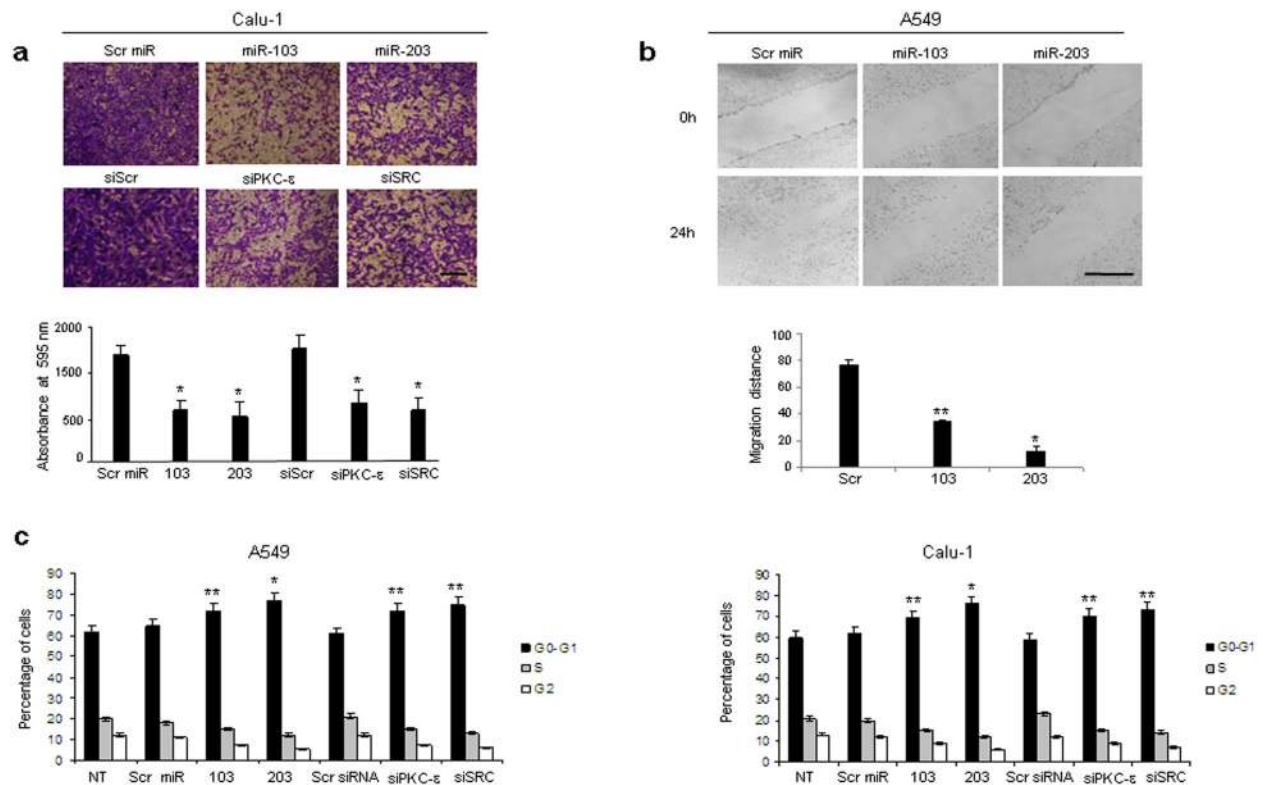 Calu-1
a
Scr miR miR-103 miR-203
siScr siPKC-ε siSRC
Absorbance at 595 nm
2000
1500
500
0
* * * *
Scr miR 103 203 siScr siPKC-ε siSRC
A549
b
Scr miR miR-103 miR-203
0h
24h
Migration distance
100
80
60
40
20
0
** *
Scr 103 203
c
A549
Percentage of cells
90
80
70
60
50
40
30
20
10
0
** * ** **
NT Scr miR 103 203 Scr siRNA siPKC-ε siSRC
G0-G1
S
G2
Calu-1
Percentage of cells
90
80
70
60
50
40
30
20
10
0
** * ** **
NT Scr miR 103 203 Scr siRNA siPKC-ε siSRC
G0-G1
S
G2